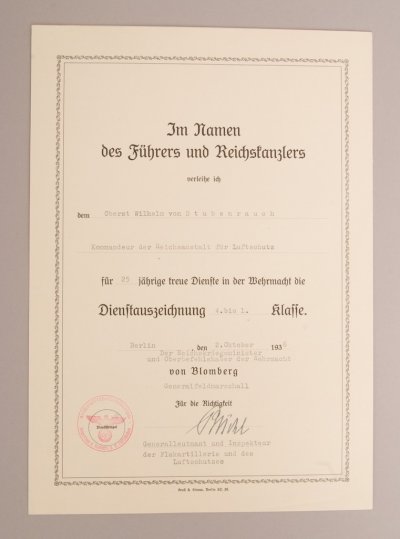 Im Namen
des Führers und Reichskanzlers
verleihe ich
dem Oberst Wilhelm von Stubenrauch
Kommandeur der Reichsanstalt für Luftschutz
für 25 jährige treue Dienste in der Wehrmacht die
Dienstauszeichnung 4.bis 1. Klasse.
Berlin den 2.Oktober 1936
Der Reichskriegsminister
und Oberbefehlshaber der Wehrmacht
von Blomberg
Generalfeldmarschall
Für die Richtigkeit
Generalleutnant und Inspekteur
der Flakartillerie und des
Luftschutzes